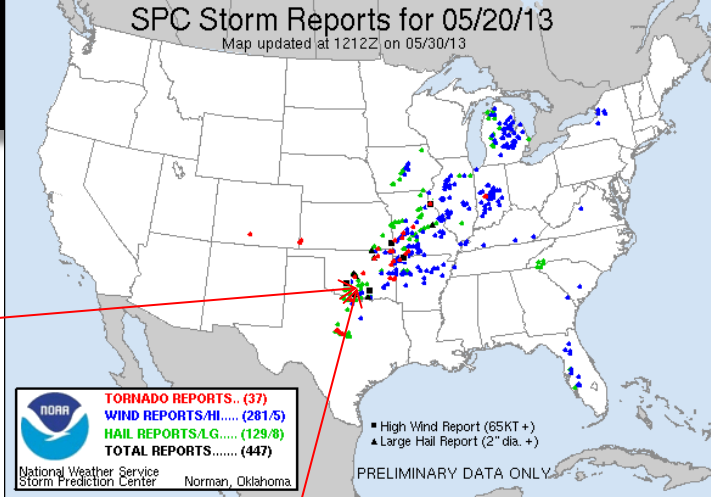 SPC Storm Reports for 05/20/13
Map updated at 1212Z on 05/30/13
NOAA
TORNADO REPORTS.. (37)
WIND REPORTS/HI..... (281/5)
HAIL REPORTS/LG..... (129/8)
TOTAL REPORTS....... (447)
National Weather Service
Storm Prediction Center Norman, Oklahoma
High Wind Report (65KT +)
Large Hail Report (2" dia. +)
PRELIMINARY DATA ONLY